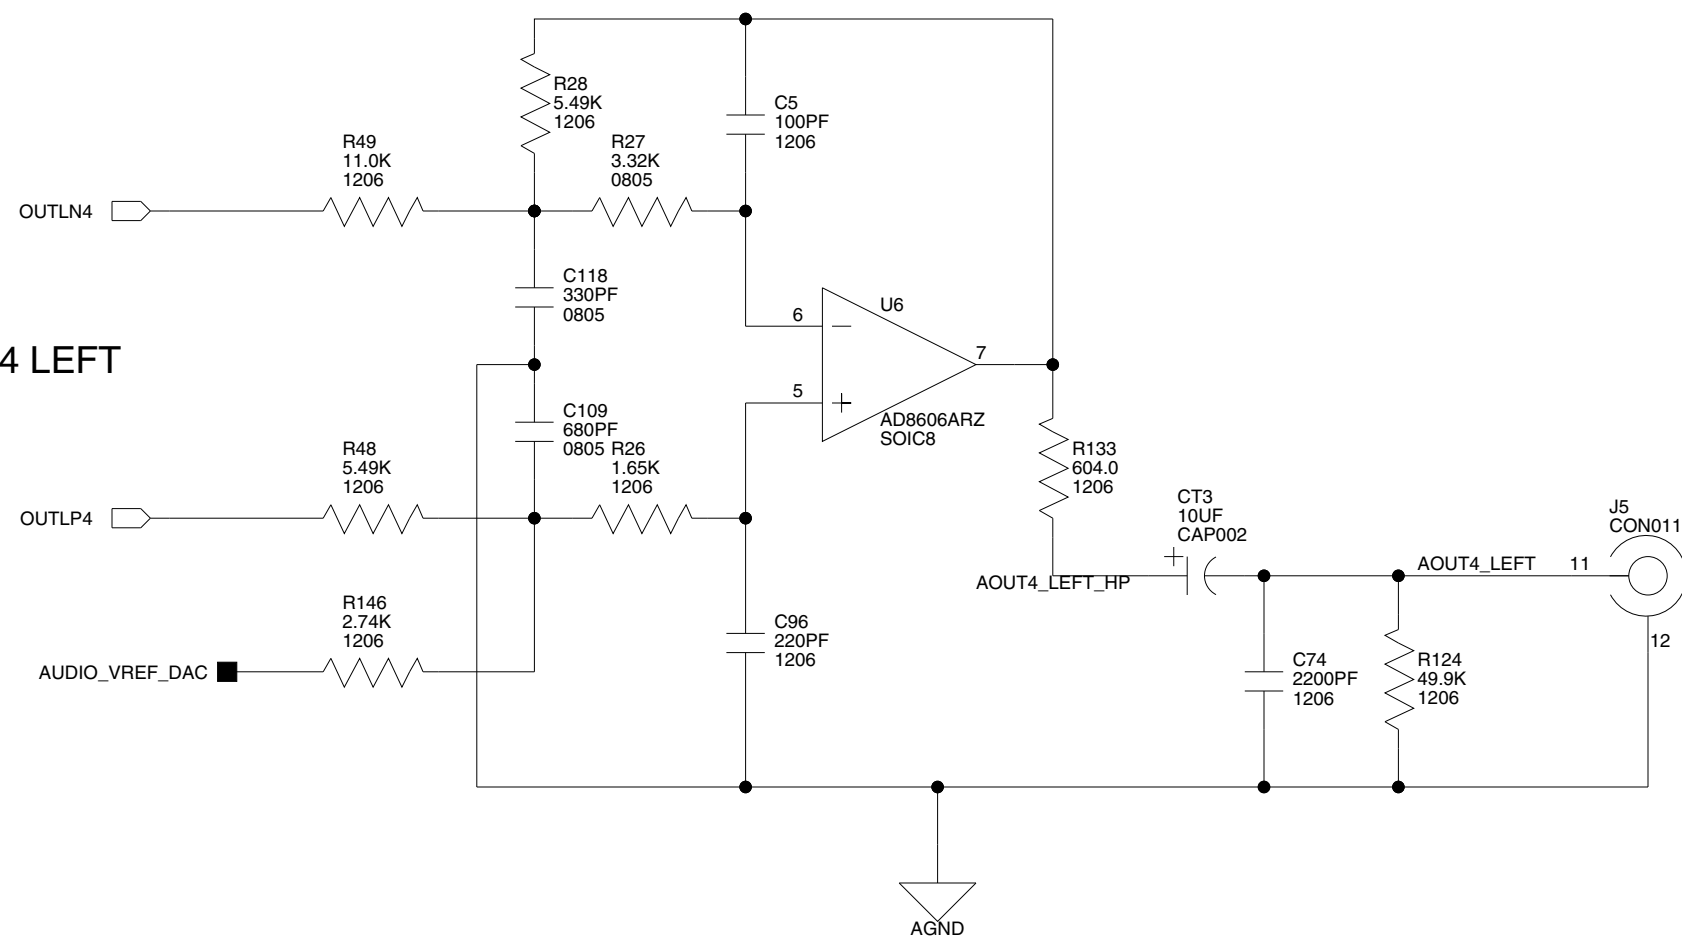 R28
5.49K
1206
C5
100PF
1206
R49
11.0K
1206
R27
3.32K
0805
OUTLN4
C118
330PF
0805
U6
6
4 LEFT
7
5
C109
680PF
0805
AD8606ARZ
SOIC8
R48
5.49K
1206
R26
1.65K
1206
R133
604.0
1206
OUTLP4
CT3
10UF
CAP002
J5
CON011
AOUT4_LEFT_HP
AOUT4_LEFT
11
R146
2.74K
1206
C96
220PF
1206
12
AUDIO_VREF_DAC
C74
2200PF
1206
R124
49.9K
1206
AGND